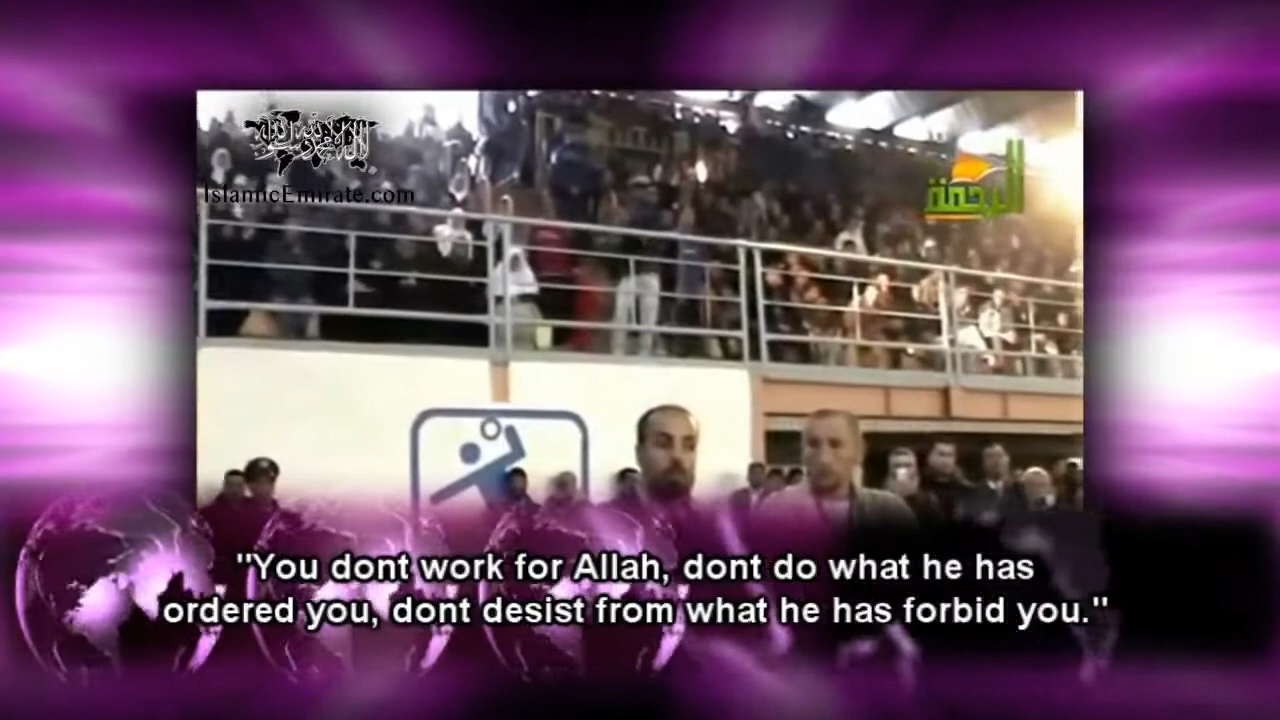 IslamicEmirate.com
الرحمة
"You dont work for Allah, dont do what he has
ordered you, dont desist from what he has forbid you."